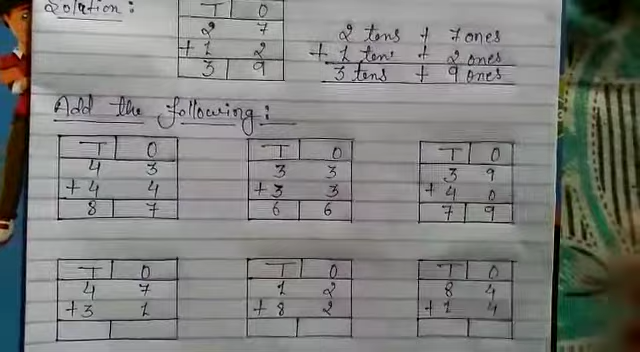 Solution:
T O
2 7 2 tens + 7 ones
+ 1 2 + 1 ten + 2 ones
3 9 3 tens + 9 ones
Add the following:
T O T O T O
4 3 3 3 3 9
+ 4 4 + 3 3 + 4 0
8 7 6 6 7 9
T O T O T O
4 7 1 2 8 4
+ 3 1 + 8 2 + 1 4